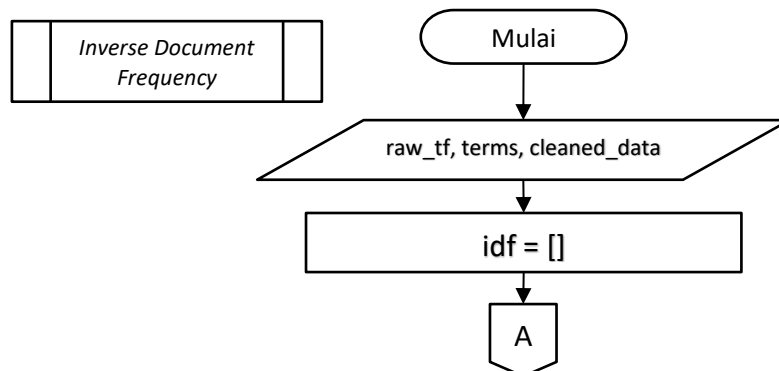 Inverse Document
Frequency
Mulai
raw_tf, terms, cleaned_data
idf = []
A